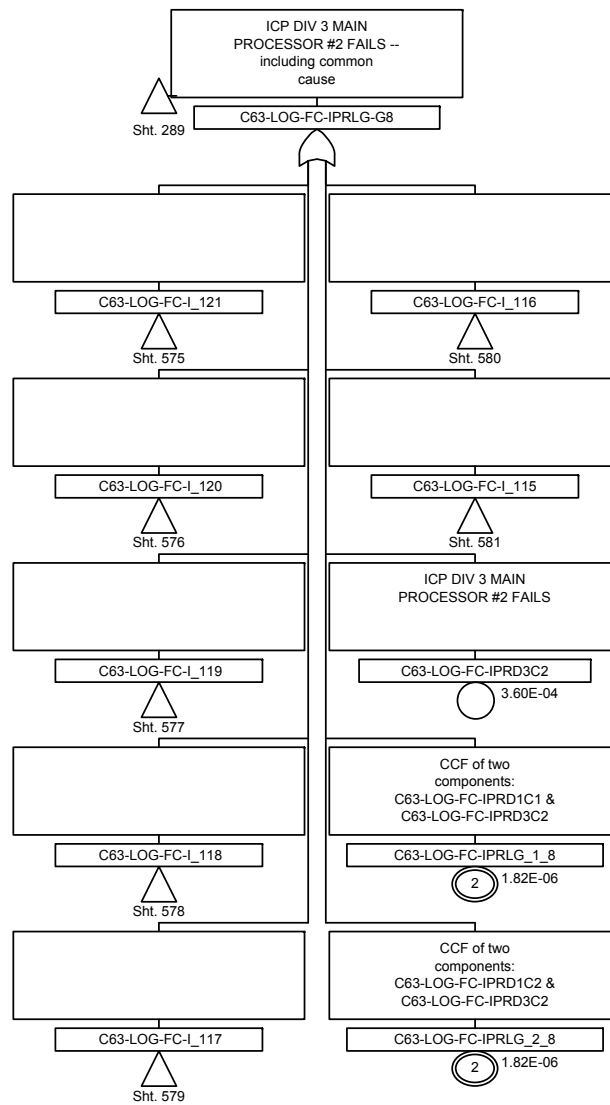 ICP DIV 3 MAIN
PROCESSOR #2 FAILS --
including common
cause
Sht. 289
C63-LOG-FC-IPRLG-G8
C63-LOG-FC-I_121
Sht. 575
C63-LOG-FC-I_116
Sht. 580
C63-LOG-FC-I_120
Sht. 576
C63-LOG-FC-I_115
Sht. 581
C63-LOG-FC-I_119
Sht. 577
ICP DIV 3 MAIN
PROCESSOR #2 FAILS
C63-LOG-FC-IPRD3C2
3.60E-04
C63-LOG-FC-I_118
Sht. 578
CCF of two
components:
C63-LOG-FC-IPRD1C1 &
C63-LOG-FC-IPRD3C2
C63-LOG-FC-IPRLG_1_8
2
1.82E-06
C63-LOG-FC-I_117
Sht. 579
CCF of two
components:
C63-LOG-FC-IPRD1C2 &
C63-LOG-FC-IPRD3C2
C63-LOG-FC-IPRLG_2_8
2
1.82E-06